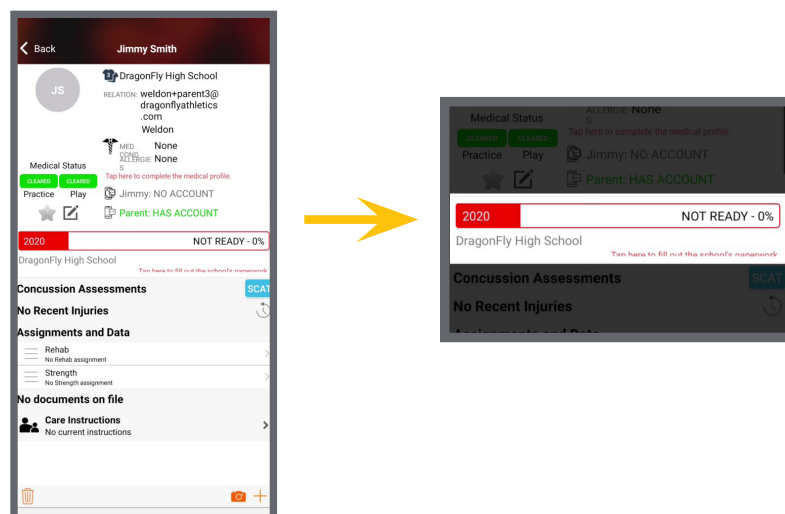 Back
Jimmy Smith
JS
DragonFly High School
RELATION: weldon+parent3@
dragonflyathletics
.com
Weldon
MED None
COND
ALLERGIE None
S
Medical Status
CLEARED CLEARED
Tap here to complete the medical profile.
Practice Play
Jimmy: NO ACCOUNT
Parent: HAS ACCOUNT
2020 NOT READY - 0%
DragonFly High School
Tap here to fill out the school's paperwork
Concussion Assessments SCAT
No Recent Injuries
Assignments and Data
Rehab
No Rehab assignment
Strength
No Strength assignment
No documents on file
Care Instructions
No current instructions
ALLERGIE None
S
Medical Status
CLEARED CLEARED
Tap here to complete the medical profile.
Practice Play
Jimmy: NO ACCOUNT
Parent: HAS ACCOUNT
2020 NOT READY - 0%
DragonFly High School
Tap here to fill out the school's paperwork
Concussion Assessments SCAT
No Recent Injuries
Assignments and Data